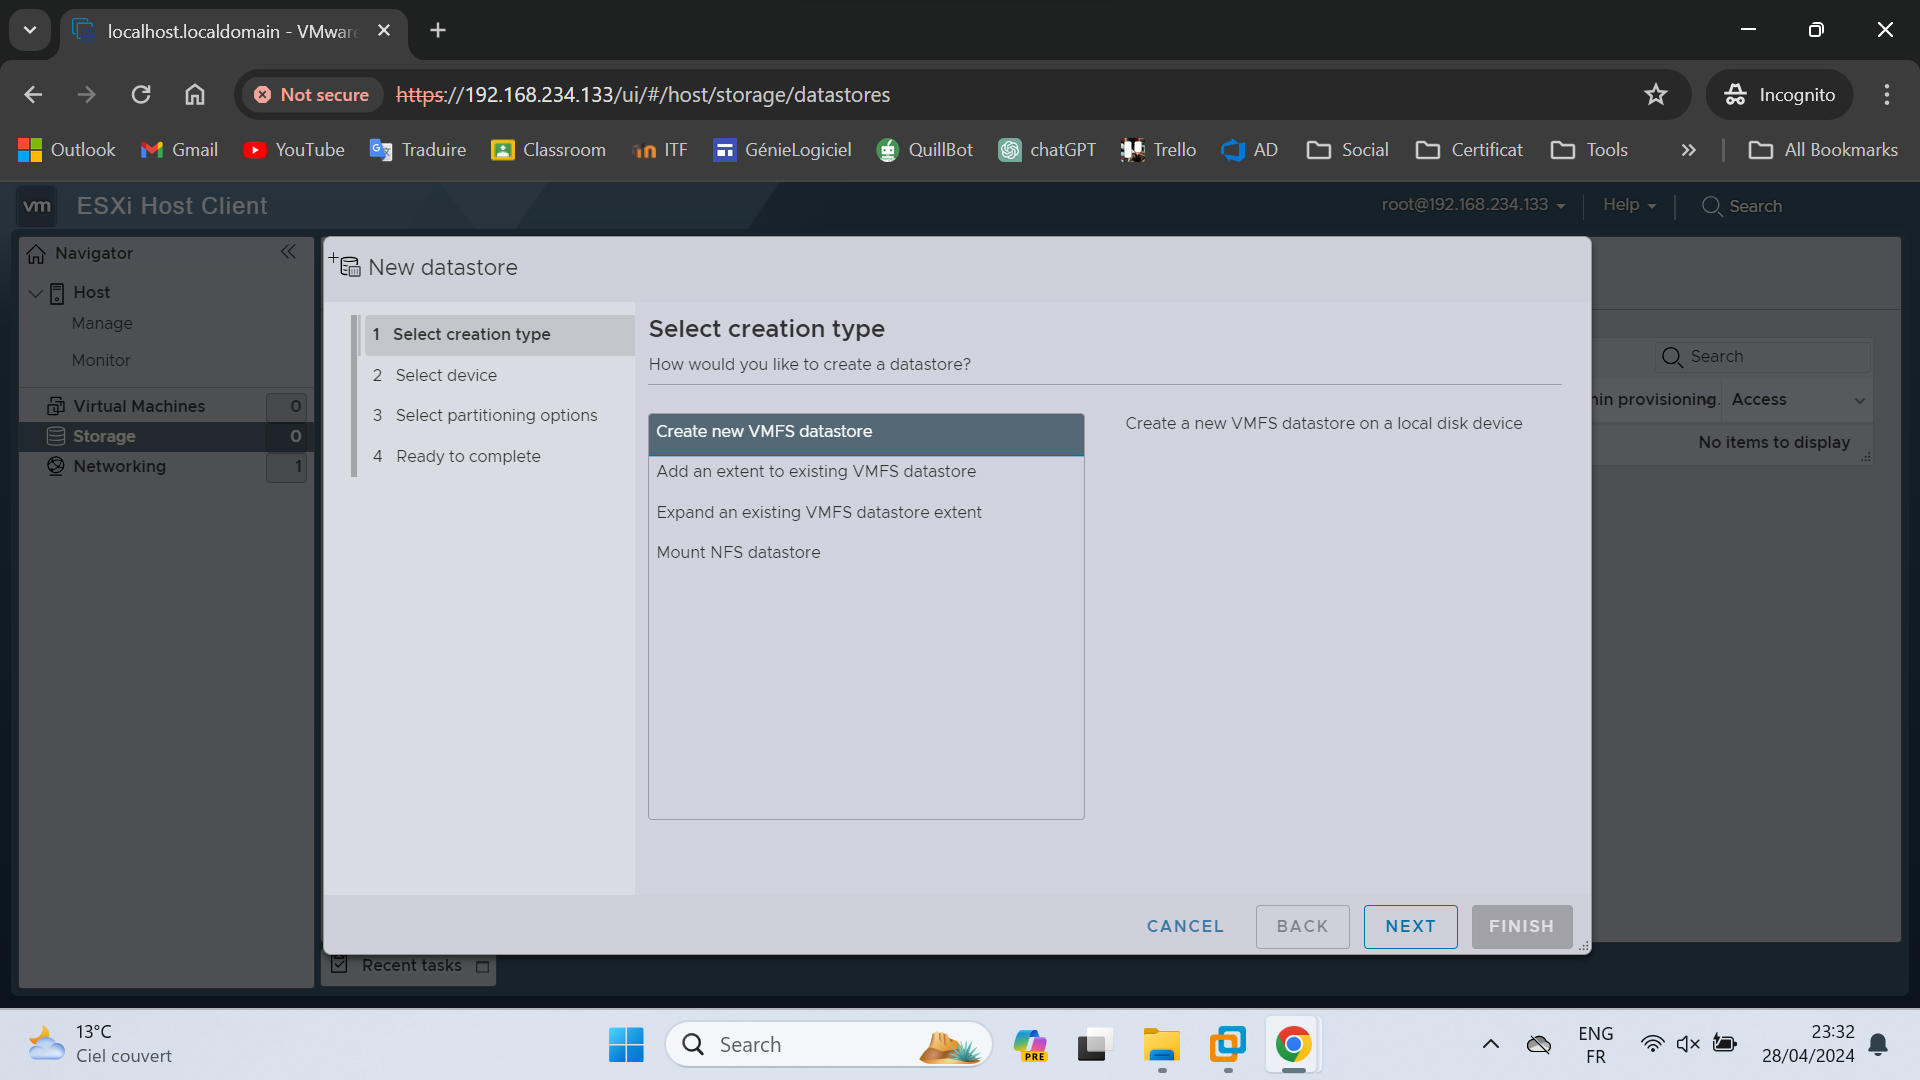 localhost.localdomain - VMware
Not secure
https://192.168.234.133/ui/#/host/storage/datastores
Incognito
Outlook
Gmail
YouTube
Traduire
Classroom
ITF
GénieLogiciel
QuillBot
chatGPT
Trello
AD
Social
Certificat
Tools
All Bookmarks
vm
ESXi Host Client
root@192.168.234.133
Help
Search
Navigator
Host
Manage
Monitor
Virtual Machines 0
Storage 0
Networking 1
New datastore
1 Select creation type
2 Select device
3 Select partitioning options
4 Ready to complete
Select creation type
How would you like to create a datastore?
Create new VMFS datastore
Add an extent to existing VMFS datastore
Expand an existing VMFS datastore extent
Mount NFS datastore
Create a new VMFS datastore on a local disk device
CANCEL
BACK
NEXT
FINISH
Search
in provisioning
Access
No items to display
Recent tasks
13°C
Ciel couvert
Search
PRE
ENG
FR
23:32
28/04/2024